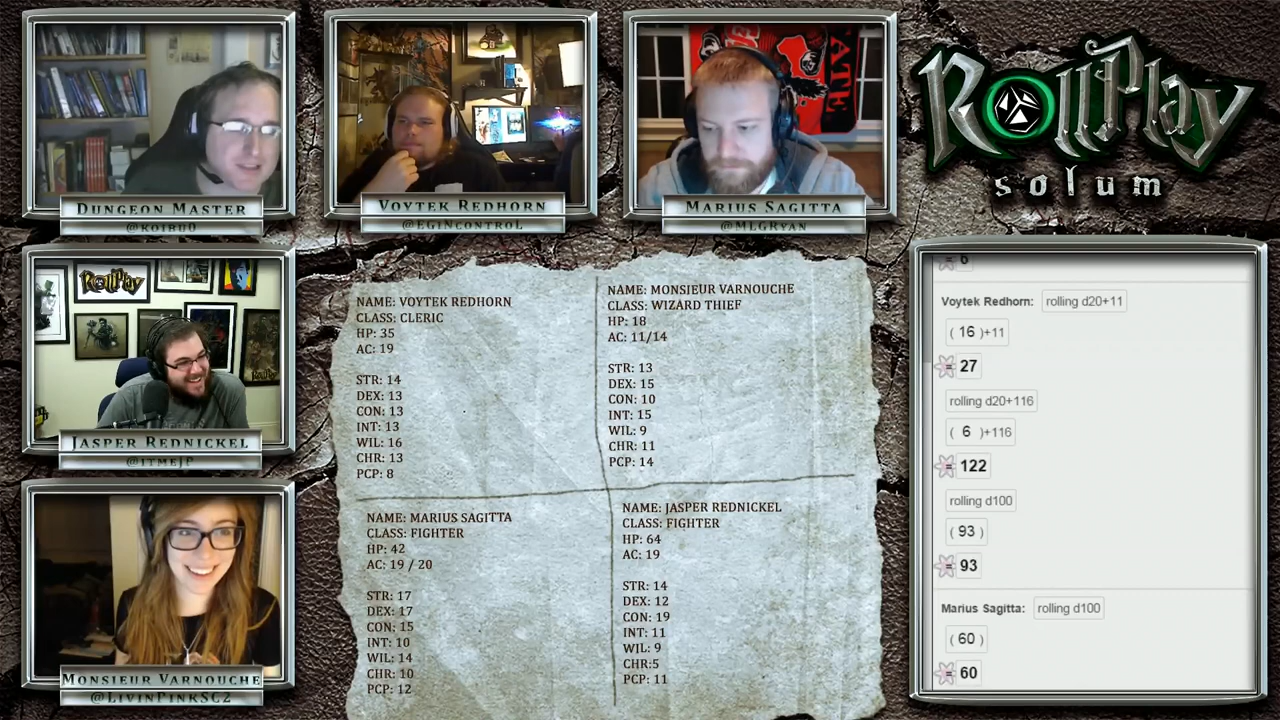 RollPlay
solum
DUNGEON MASTER
@KOIBU0
VOYTEK REDHORN
@EGINCONTROL
MARIUS SAGITTA
@MLGRYAN
ROLLPLAY
JASPER REDNICKEL
@ITMEJP
MONSIEUR VARNOUCHE
@LIVINPINKSC2
NAME: VOYTEK REDHORN
CLASS: CLERIC
HP: 35
AC: 19
STR: 14
DEX: 13
CON: 13
INT: 13
WIL: 16
CHR: 13
PCP: 8
NAME: MONSIEUR VARNOUCHE
CLASS: WIZARD THIEF
HP: 18
AC: 11/14
STR: 13
DEX: 15
CON: 10
INT: 15
WIL: 9
CHR: 11
PCP: 14
NAME: MARIUS SAGITTA
CLASS: FIGHTER
HP: 42
AC: 19 / 20
STR: 17
DEX: 17
CON: 15
INT: 10
WIL: 14
CHR: 10
PCP: 12
NAME: JASPER REDNICKEL
CLASS: FIGHTER
HP: 64
AC: 19
STR: 14
DEX: 12
CON: 19
INT: 11
WIL: 9
CHR:5
PCP: 11
Voytek Redhorn: rolling d20+11
( 16 )+11
= 27
rolling d20+116
( 6 )+116
= 122
rolling d100
( 93 )
= 93
Marius Sagitta: rolling d100
( 60 )
= 60